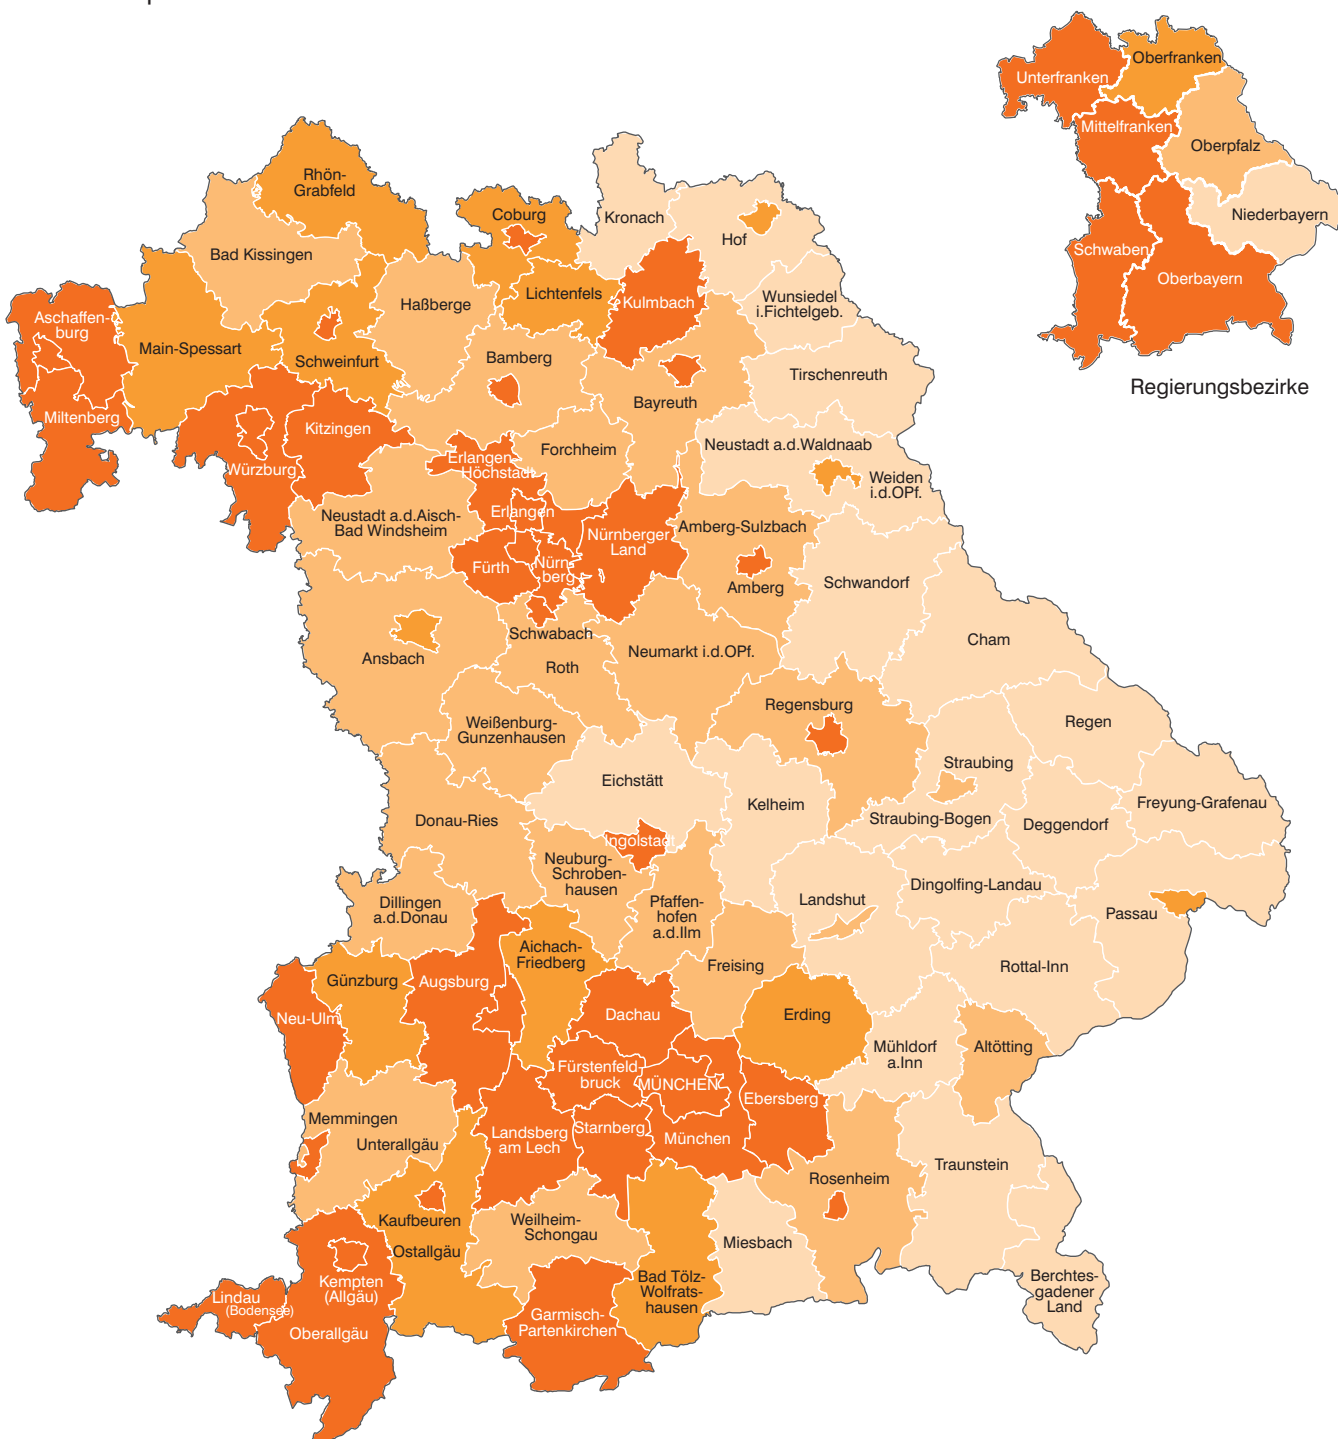 Oberfranken
Unterfranken
Mittelfranken
Oberpfalz
Niederbayern
Schwaben
Oberbayern
Regierungsbezirke
Rhön-
Grabfeld
Coburg
Kronach
Hof
Bad Kissingen
Lichtenfels
Kulmbach
Wunsiedel
i.Fichtelgeb.
Haßberge
Aschaffen-
burg
Main-Spessart
Schweinfurt
Bamberg
Tirschenreuth
Bayreuth
Miltenberg
Kitzingen
Würzburg
Erlangen-
Höchstadt
Forchheim
Neustadt a.d.Waldnaab
Weiden
i.d.OPf.
Neustadt a.d.Aisch-
Bad Windsheim
Erlangen
Nürnberger
Land
Amberg-Sulzbach
Fürth
Nürn-
berg
Amberg
Schwandorf
Schwabach
Cham
Ansbach
Roth
Neumarkt i.d.OPf.
Regensburg
Weißenburg-
Gunzenhausen
Regen
Eichstätt
Straubing
Kelheim
Freyung-Grafenau
Donau-Ries
Straubing-Bogen
Deggendorf
Ingolstadt
Neuburg-
Schroben-
hausen
Dillingen
a.d.Donau
Pfaffen-
hofen
a.d.Ilm
Landshut
Dingolfing-Landau
Passau
Aichach-
Friedberg
Günzburg
Augsburg
Freising
Rottal-Inn
Neu-Ulm
Dachau
Erding
Mühldorf
a.Inn
Altötting
Fürstenfeld-
bruck
MÜNCHEN
Ebersberg
Memmingen
Unterallgäu
Landsberg
am Lech
Starnberg
München
Rosenheim
Traunstein
Kaufbeuren
Ostallgäu
Weilheim-
Schongau
Miesbach
Kempten
(Allgäu)
Bad Tölz-
Wolfrats-
hausen
Berchtes-
gadener
Land
Lindau
(Bodensee)
Oberallgäu
Garmisch-
Partenkirchen